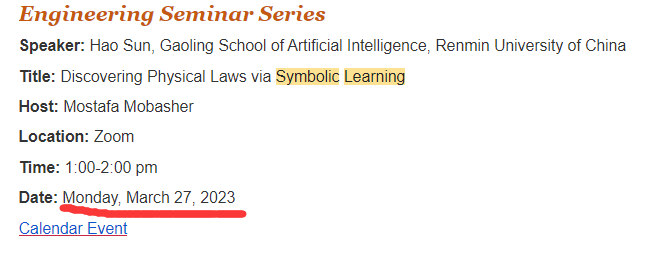 Engineering Seminar Series
Speaker: Hao Sun, Gaoling School of Artificial Intelligence, Renmin University of China
Title: Discovering Physical Laws via Symbolic Learning
Host: Mostafa Mobasher
Location: Zoom
Time: 1:00-2:00 pm
Date: Monday, March 27, 2023
Calendar Event